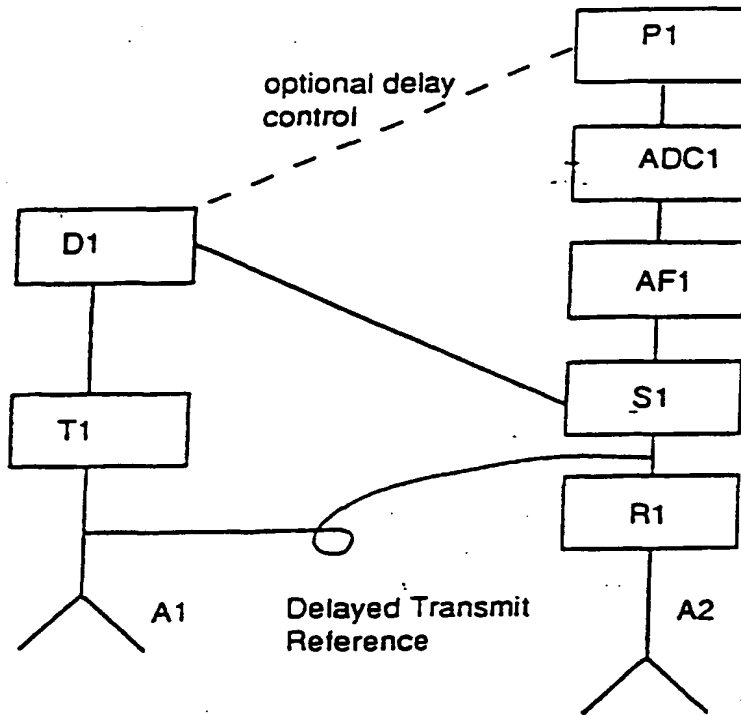 P1
optional delay
control
ADC1
D1
AF1
S1
T1
R1
A1
Delayed Transmit
Reference
A2